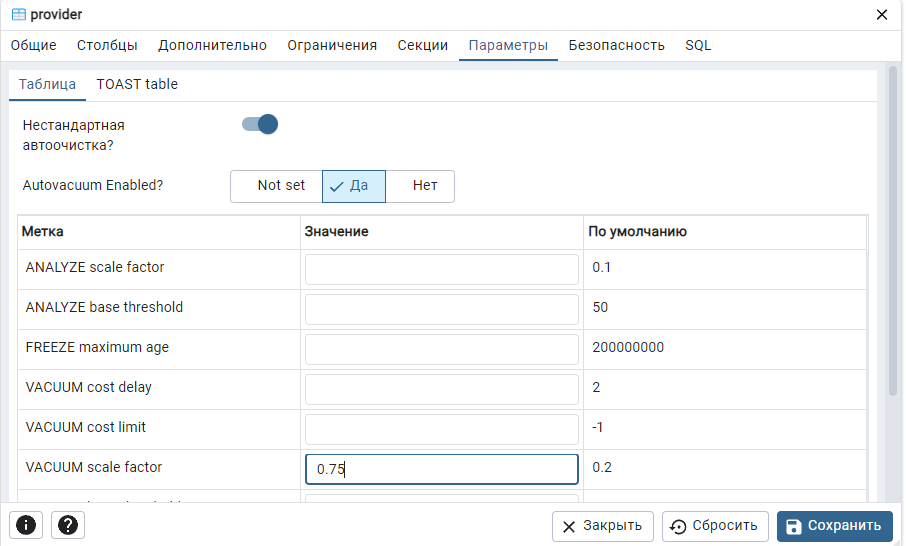 provider
Общие Столбцы Дополнительно Ограничения Секции Параметры Безопасность SQL
Таблица TOAST table
Нестандартная
автоочистка?
Autovacuum Enabled? Not set Да Нет
Метка Значение По умолчанию
ANALYZE scale factor 0.1
ANALYZE base threshold 50
FREEZE maximum age 200000000
VACUUM cost delay 2
VACUUM cost limit -1
VACUUM scale factor 0.75 0.2
Закрыть Сбросить Сохранить